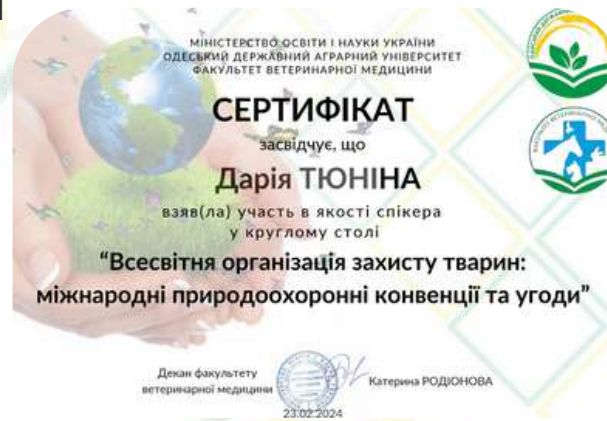 МІНІСТЕРСТВО ОСВІТИ І НАУКИ УКРАЇНИ
ОДЕСЬКИЙ ДЕРЖАВНИЙ АГРАРНИЙ УНІВЕРСИТЕТ
ФАКУЛЬТЕТ ВЕТЕРИНАРНОЇ МЕДИЦИНИ
СЕРТИФІКАТ
засвідчує, що
Дарія ТЮНІНА
взяв(ла) участь в якості спікера
у круглому столі
“Всесвітня організація захисту тварин:
міжнародні природоохоронні конвенції та угоди”
Декан факультету
ветеринарної медицини
Катерина РОДІОНОВА
23.02.2024